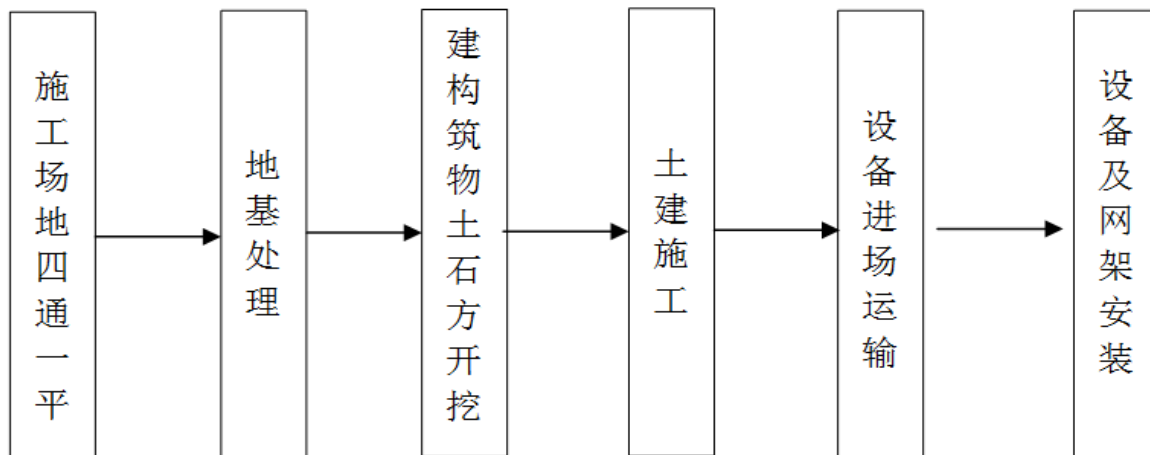 施工场地四通一平
地基处理
建构筑物土石方开挖
土建施工
设备进场运输
设备及网架安装